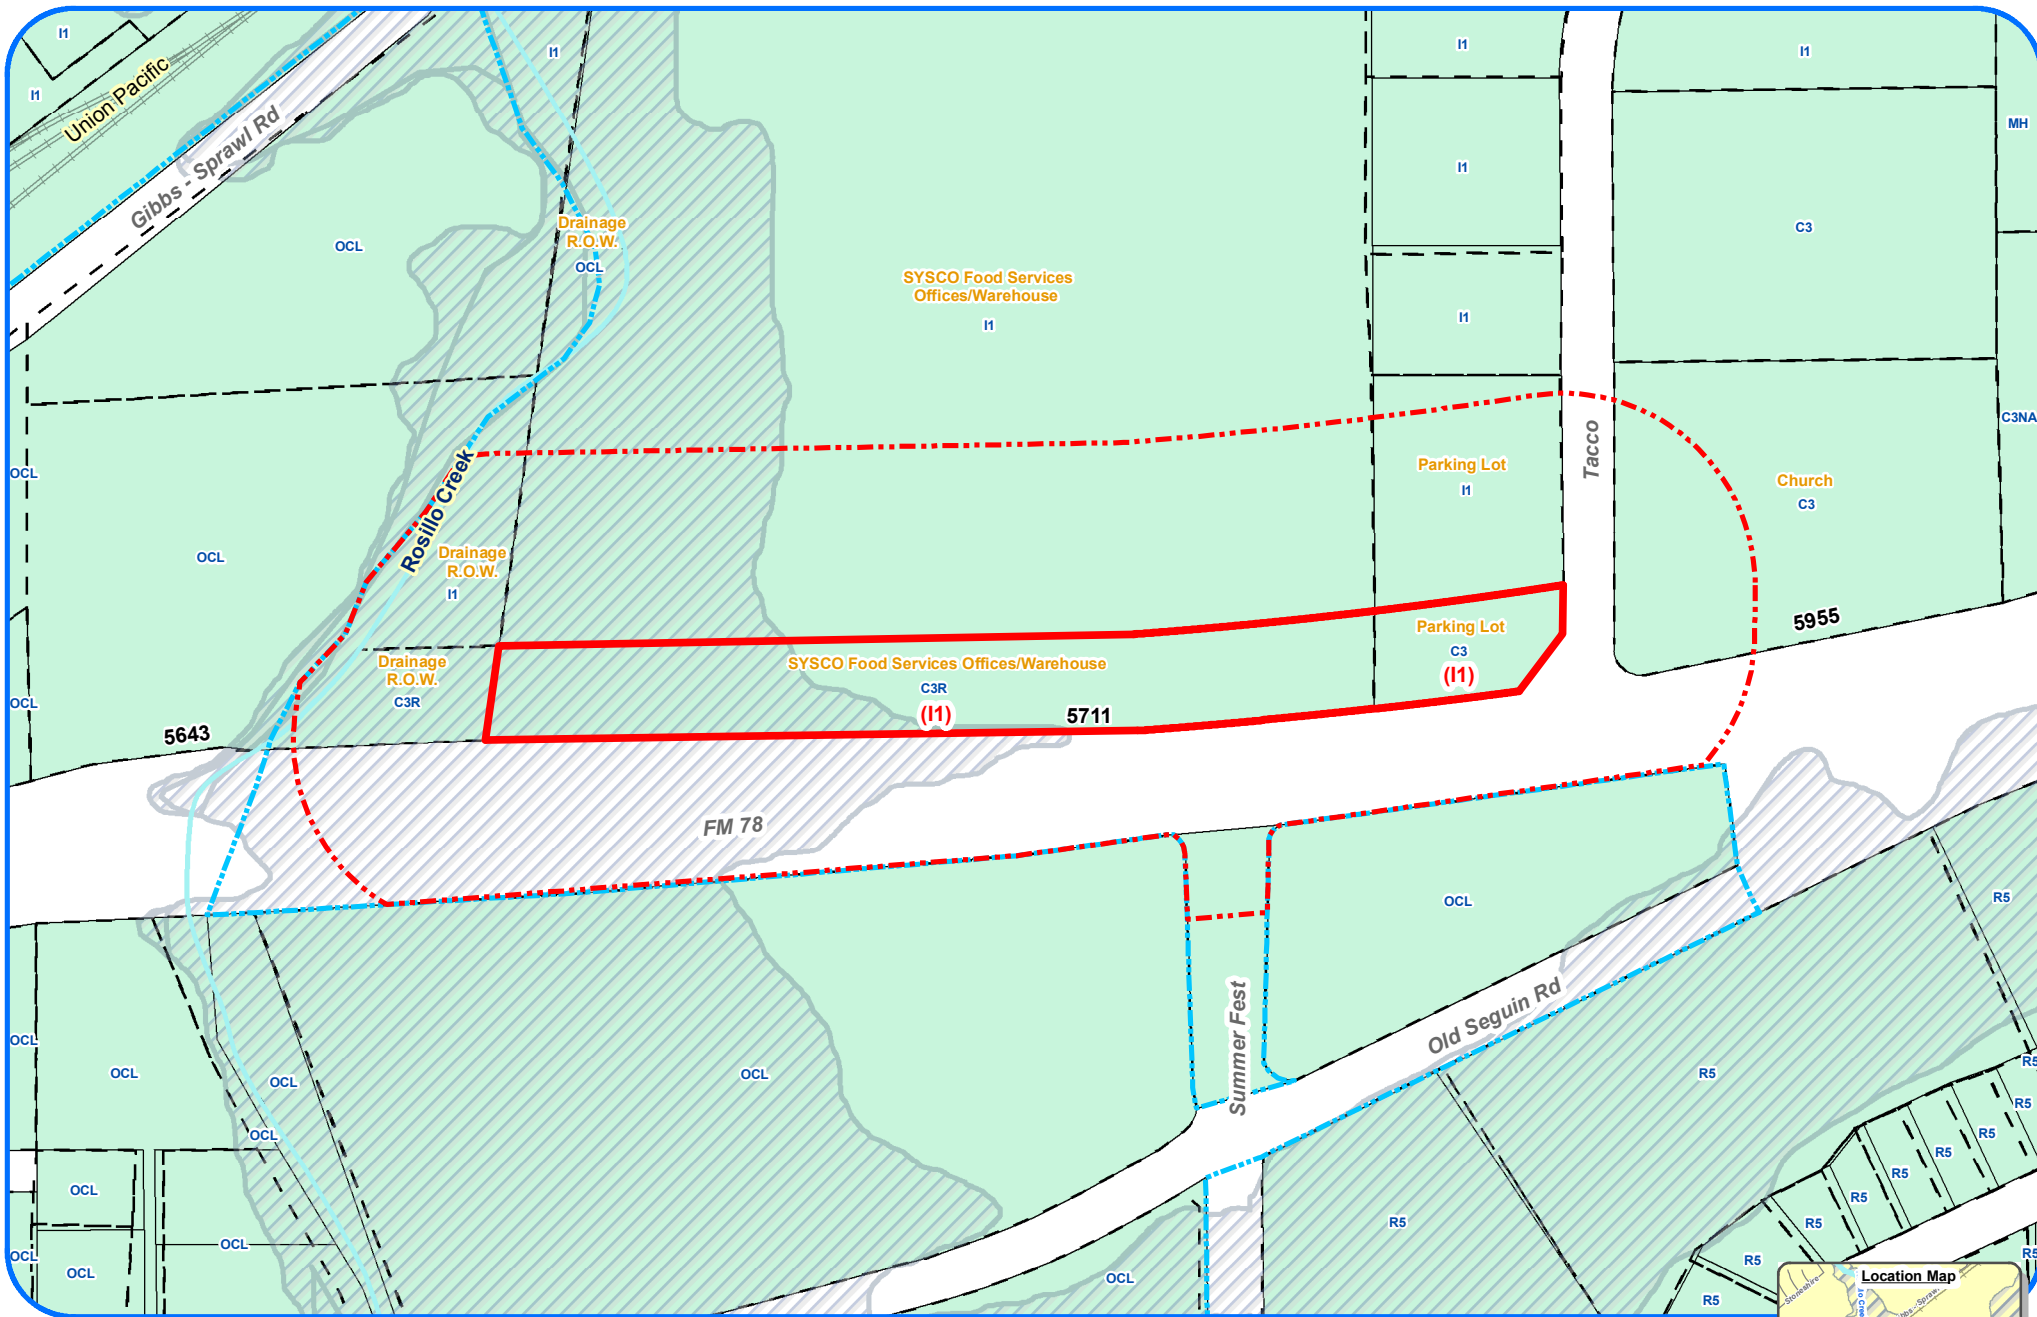 I1
I1
I1
I1
Union Pacific
I1
MH
Gibbs - Sprawl Rd
I1
Drainage
R.O.W.
OCL
C3
OCL
SYSCO Food Services
Offices/Warehouse
I1
I1
C3NA
Tacco
OCL
Parking Lot
I1
Church
C3
Rosillo Creek
OCL
Drainage
R.O.W.
I1
5955
Parking Lot
C3
(I1)
Drainage
R.O.W.
C3R
SYSCO Food Services Offices/Warehouse
C3R
(I1)
5711
OCL
5643
FM 78
OCL
R5
Summer Fest
Old Seguin Rd
OCL
OCL
OCL
OCL
R5
R5
R5
OCL
R5
R5
R5
OCL
R5
OCL
R5
R5
OCL
OCL
R5
R5
OCL
OCL
R5
Location Map
Stoneshire